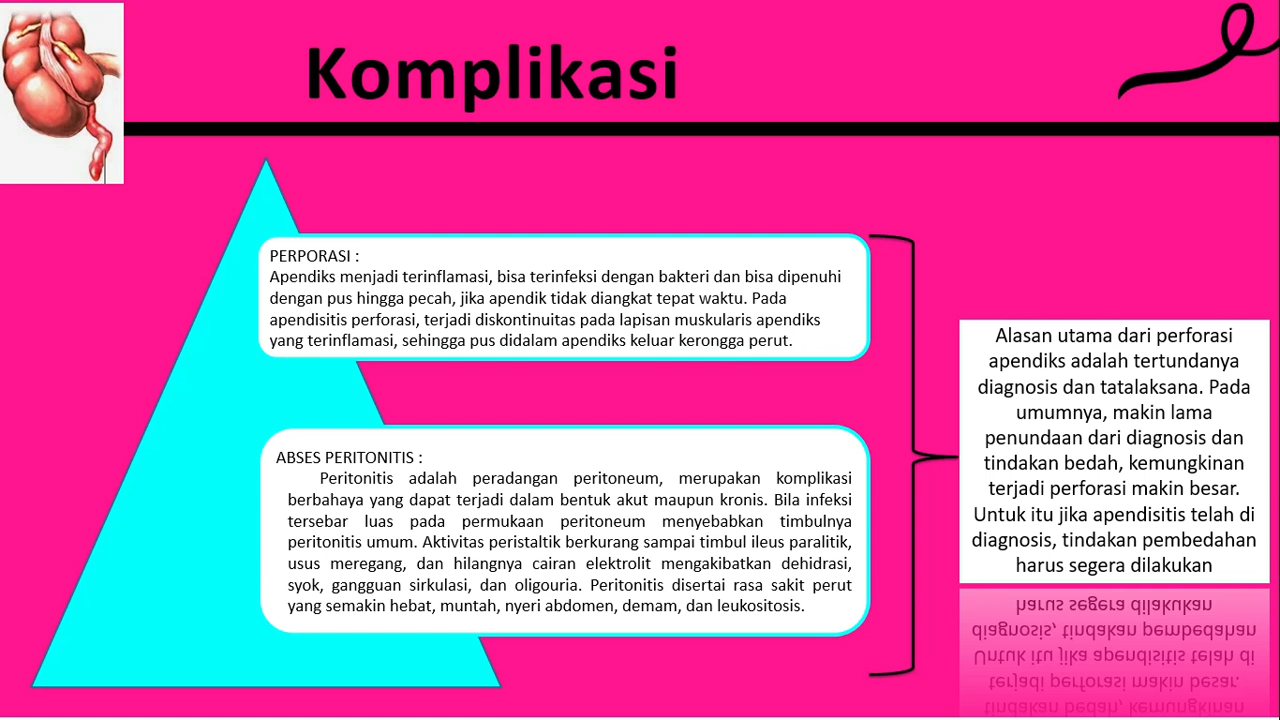 Komplikasi
PERPORASI :
Apendiks menjadi terinflamasi, bisa terinfeksi dengan bakteri dan bisa dipenuhi
dengan pus hingga pecah, jika apendik tidak diangkat tepat waktu. Pada
apendisitis perforasi, terjadi diskontinuitas pada lapisan muskularis apendiks
yang terinflamasi, sehingga pus didalam apendiks keluar kerongga perut.
ABSES PERITONITIS :
Peritonitis adalah peradangan peritoneum, merupakan komplikasi
berbahaya yang dapat terjadi dalam bentuk akut maupun kronis. Bila infeksi
tersebar luas pada permukaan peritoneum menyebabkan timbulnya
peritonitis umum. Aktivitas peristaltik berkurang sampai timbul ileus paralitik,
usus meregang, dan hilangnya cairan elektrolit mengakibatkan dehidrasi,
syok, gangguan sirkulasi, dan oligouria. Peritonitis disertai rasa sakit perut
yang semakin hebat, muntah, nyeri abdomen, demam, dan leukositosis.
Alasan utama dari perforasi
apendiks adalah tertundanya
diagnosis dan tatalaksana. Pada
umumnya, makin lama
penundaan dari diagnosis dan
tindakan bedah, kemungkinan
terjadi perforasi makin besar.
Untuk itu jika apendisitis telah di
diagnosis, tindakan pembedahan
harus segera dilakukan